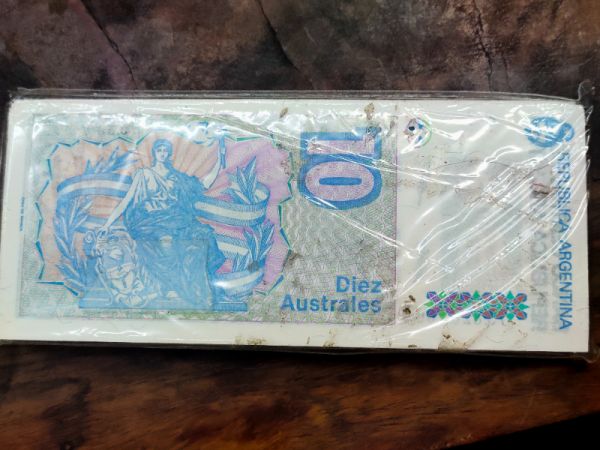 10
Diez
Australes
REPUBLICA ARGENTINA